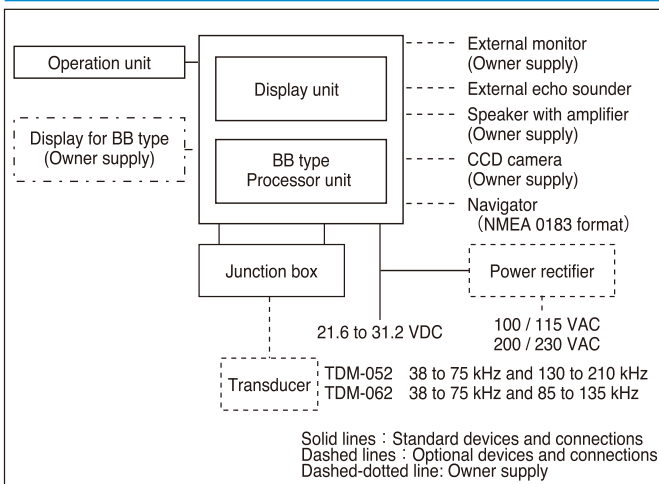 Operation unit
Display for BB type
(Owner supply)
Display unit
BB type
Processor unit
External monitor
(Owner supply)
External echo sounder
Speaker with amplifier
(Owner supply)
CCD camera
(Owner supply)
Navigator
(NMEA 0183 format)
Junction box
Power rectifier
21.6 to 31.2 VDC
100 / 115 VAC
200 / 230 VAC
Transducer
TDM-052 38 to 75 kHz and 130 to 210 kHz
TDM-062 38 to 75 kHz and 85 to 135 kHz
Solid lines : Standard devices and connections
Dashed lines : Optional devices and connections
Dashed-dotted line: Owner supply